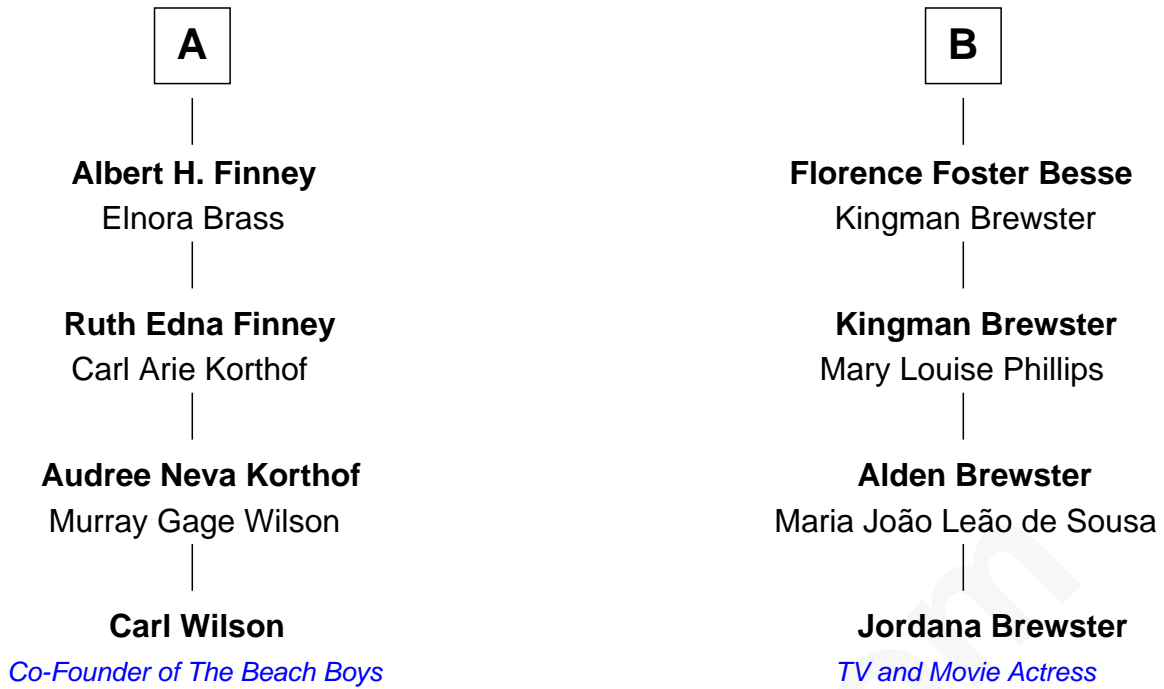 A
B
Albert H. Finney
Elnora Brass
Florence Foster Besse
Kingman Brewster
Ruth Edna Finney
Carl Arie Korthof
Kingman Brewster
Mary Louise Phillips
Audree Neva Korthof
Murray Gage Wilson
Alden Brewster
Maria João Leão de Sousa
Carl Wilson
Co-Founder of The Beach Boys
Jordana Brewster
TV and Movie Actress